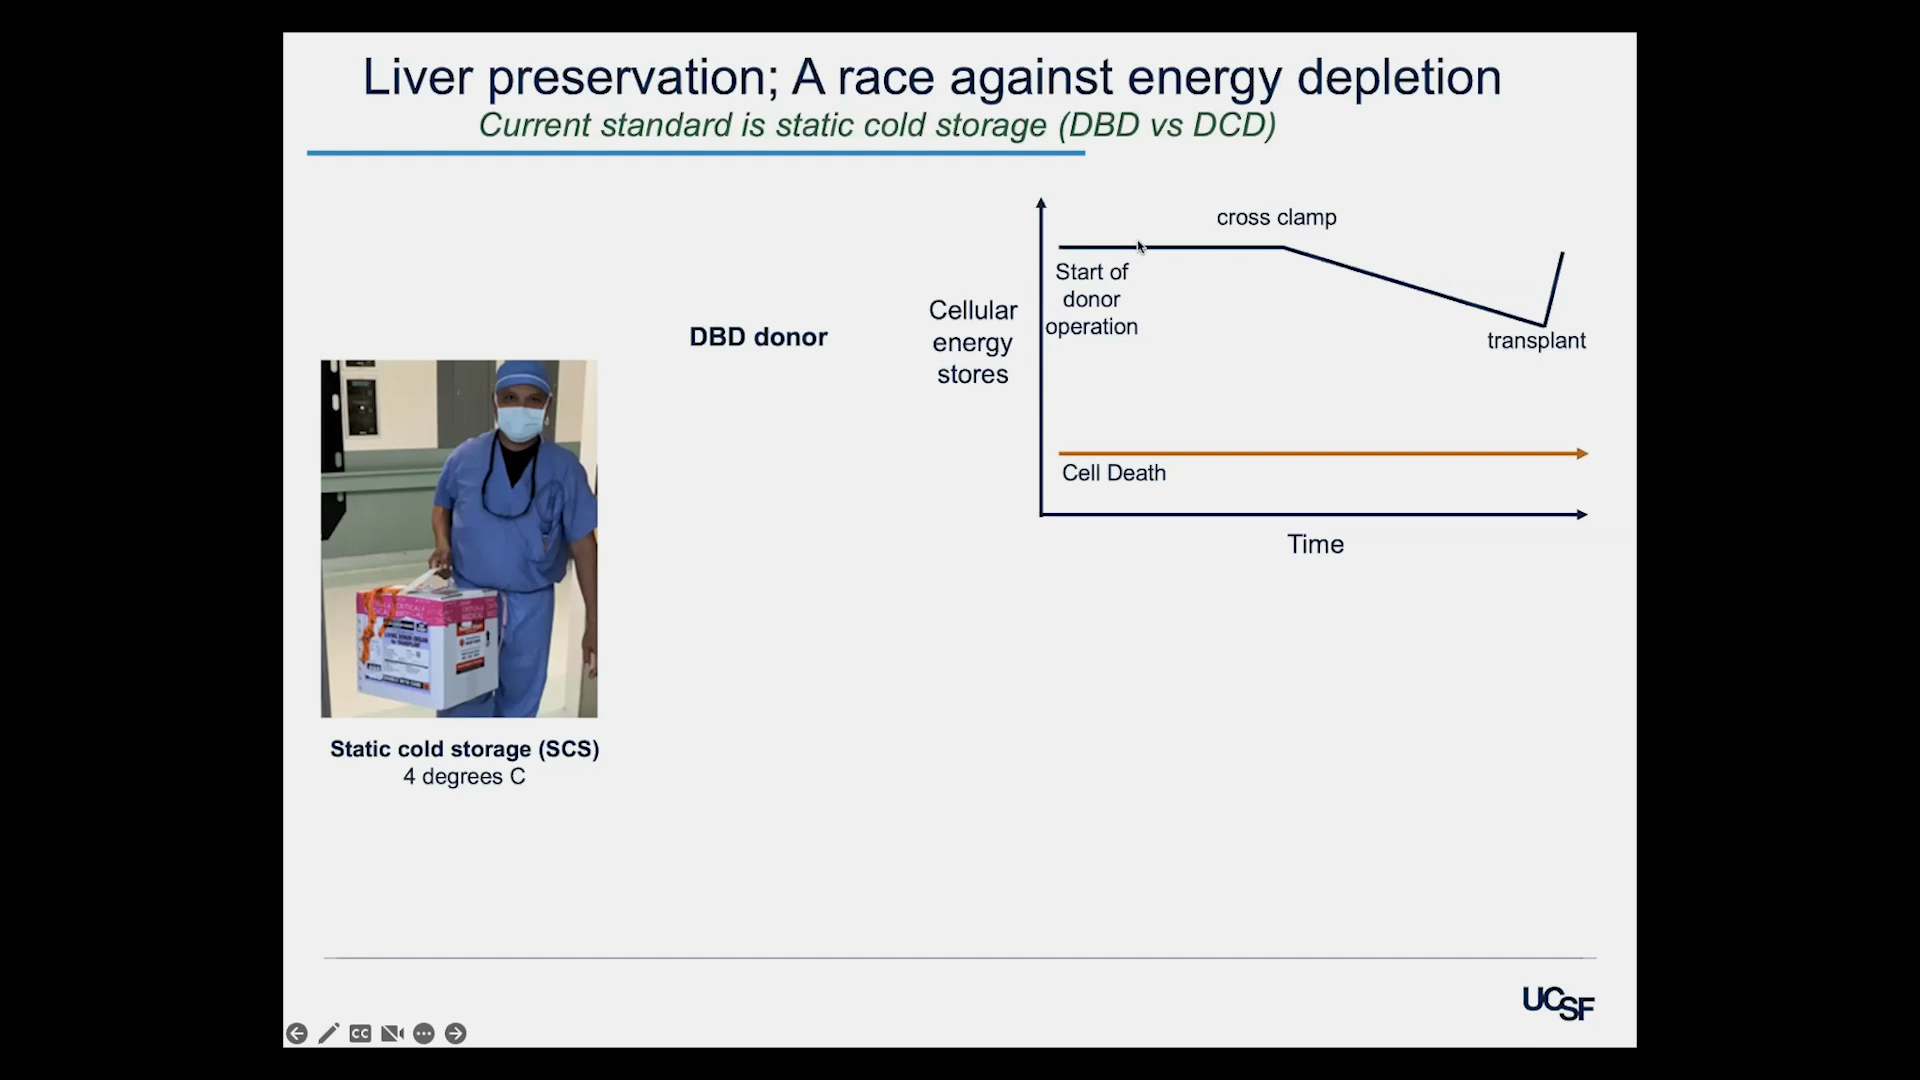 Liver preservation; A race against energy depletion
Current standard is static cold storage (DBD vs DCD)
cross clamp
Start of
donor
operation
transplant
Cellular
energy
stores
DBD donor
Cell Death
Time
Static cold storage (SCS)
4 degrees C
UCSF
CC